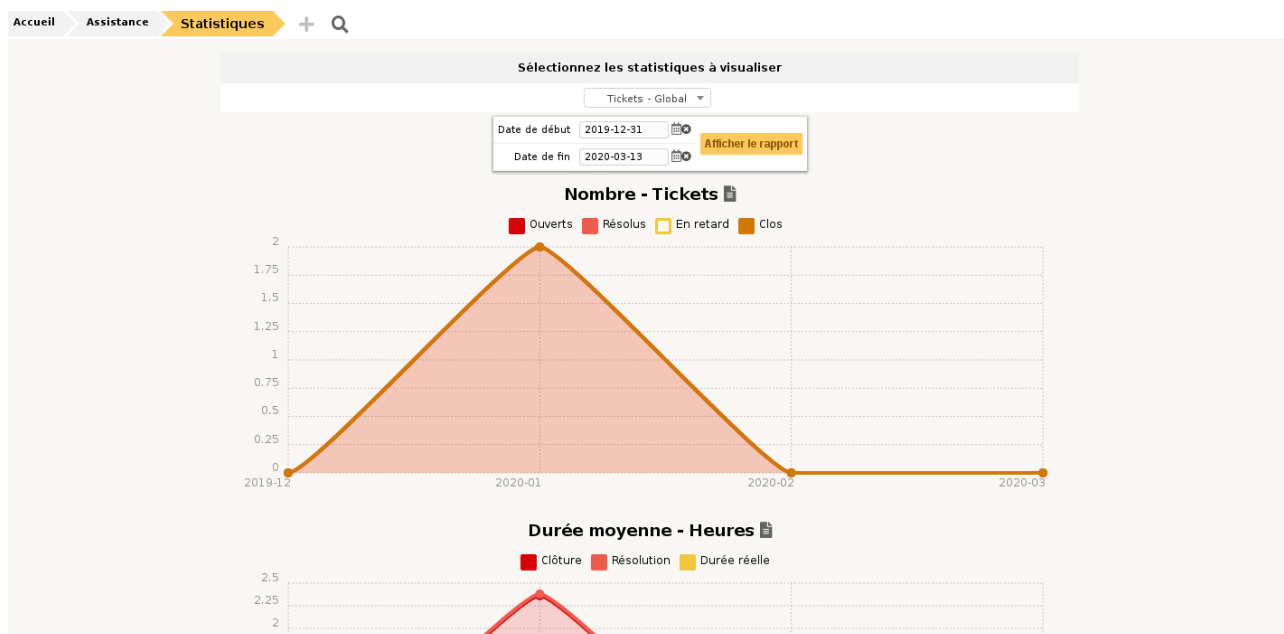 Accueil Assistance Statistiques
Sélectionnez les statistiques à visualiser
Tickets - Global
Date de début 2019-12-31
Afficher le rapport
Date de fin 2020-03-13
Nombre - Tickets
Ouverts Résolus En retard Clos
2
1.75
1.5
1.25
1
0.75
0.5
0.25
0
2019-12 2020-01 2020-02 2020-03
Durée moyenne - Heures
Clôture Résolution Durée réelle
2.5
2.25
2